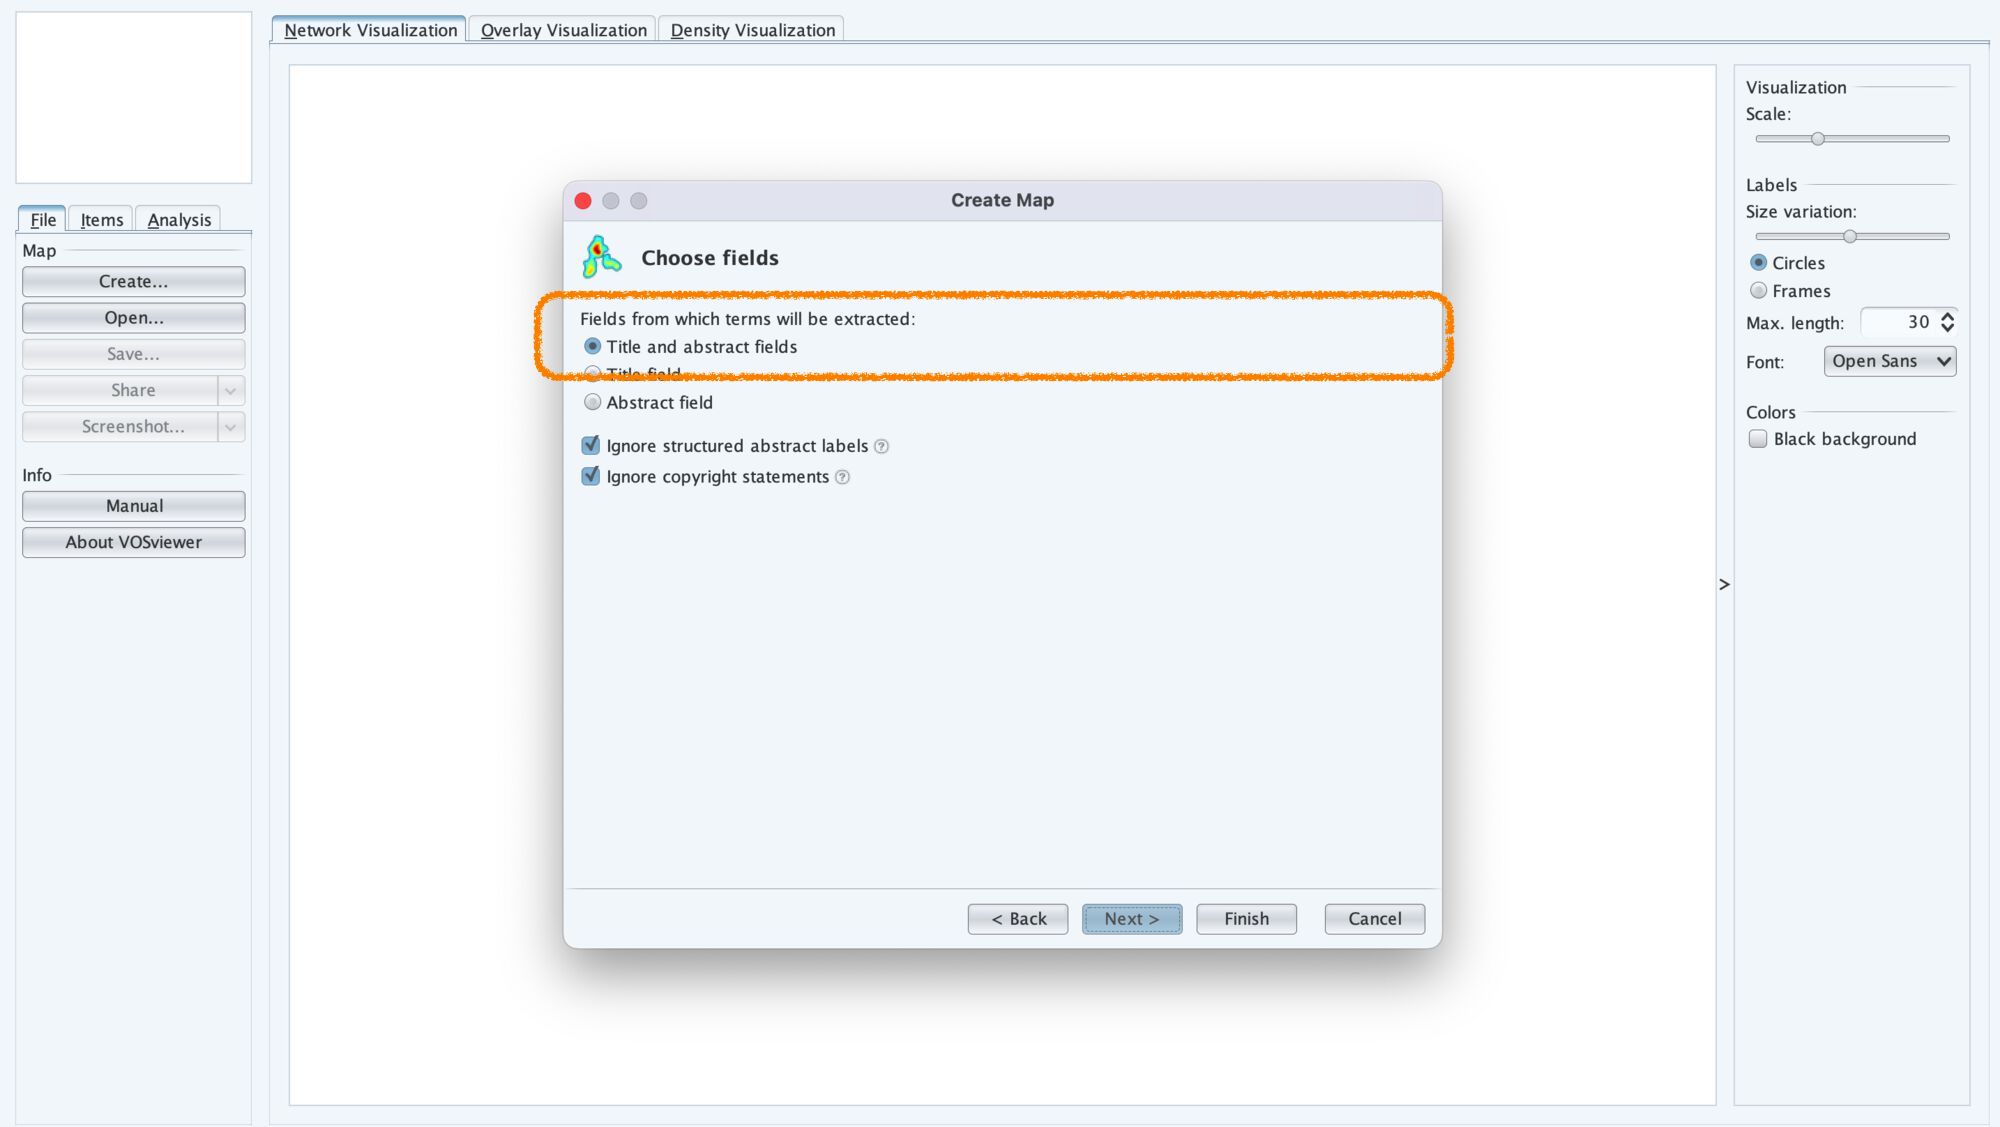 Network Visualization
Overlay Visualization
Density Visualization
File
Items
Analysis
Map
Create...
Open...
Save...
Share
Screenshot...
Info
Manual
About VOSviewer
Create Map
Choose fields
Fields from which terms will be extracted:
Title and abstract fields
Title field
Abstract field
Ignore structured abstract labels ?
Ignore copyright statements ?
< Back
Next >
Finish
Cancel
>
Visualization
Scale:
Labels
Size variation:
Circles
Frames
Max. length: 30
Font: Open Sans
Colors
Black background